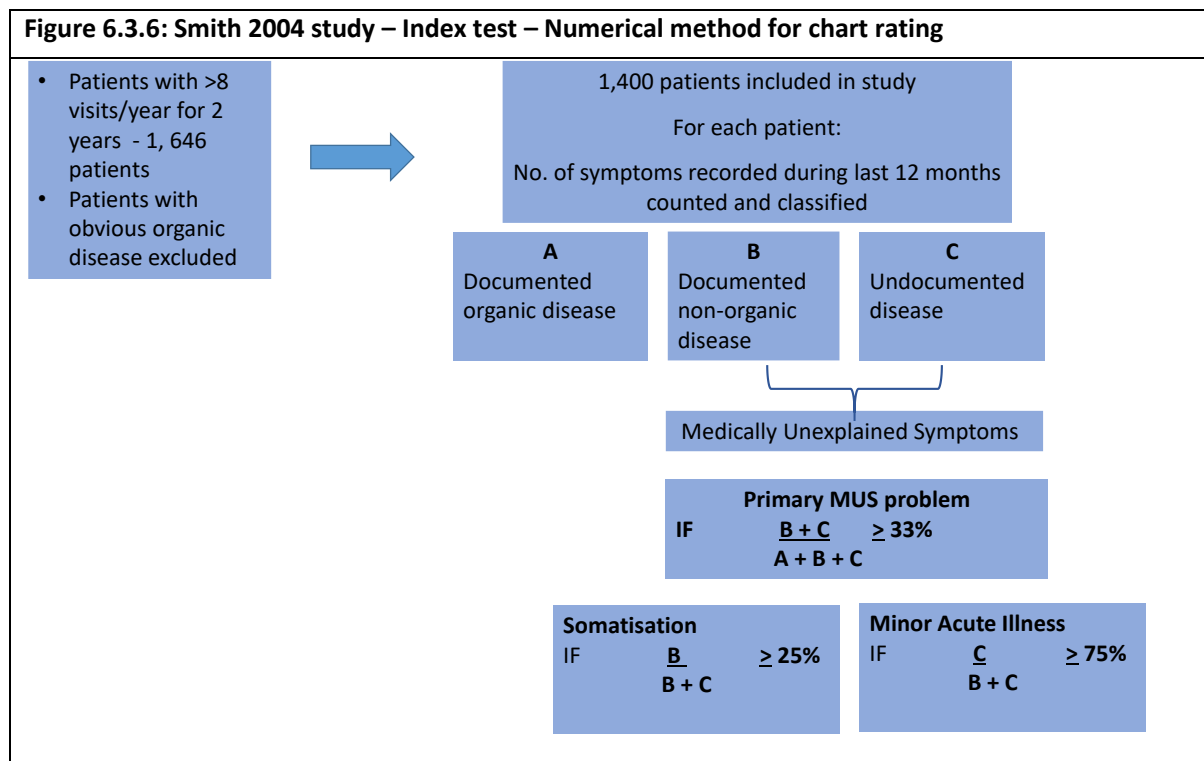 Figure 6.3.6: Smith 2004 study – Index test – Numerical method for chart rating
• Patients with >8
visits/year for 2
years - 1, 646
patients
• Patients with
obvious organic
disease excluded
1,400 patients included in study
For each patient:
No. of symptoms recorded during last 12 months
counted and classified
A
Documented
organic disease
B
Documented
non-organic
disease
C
Undocumented
disease
Medically Unexplained Symptoms
Primary MUS problem
IF B + C ≥ 33%
A + B + C
Somatisation
IF B ≥ 25%
B + C
Minor Acute Illness
IF C ≥ 75%
B + C